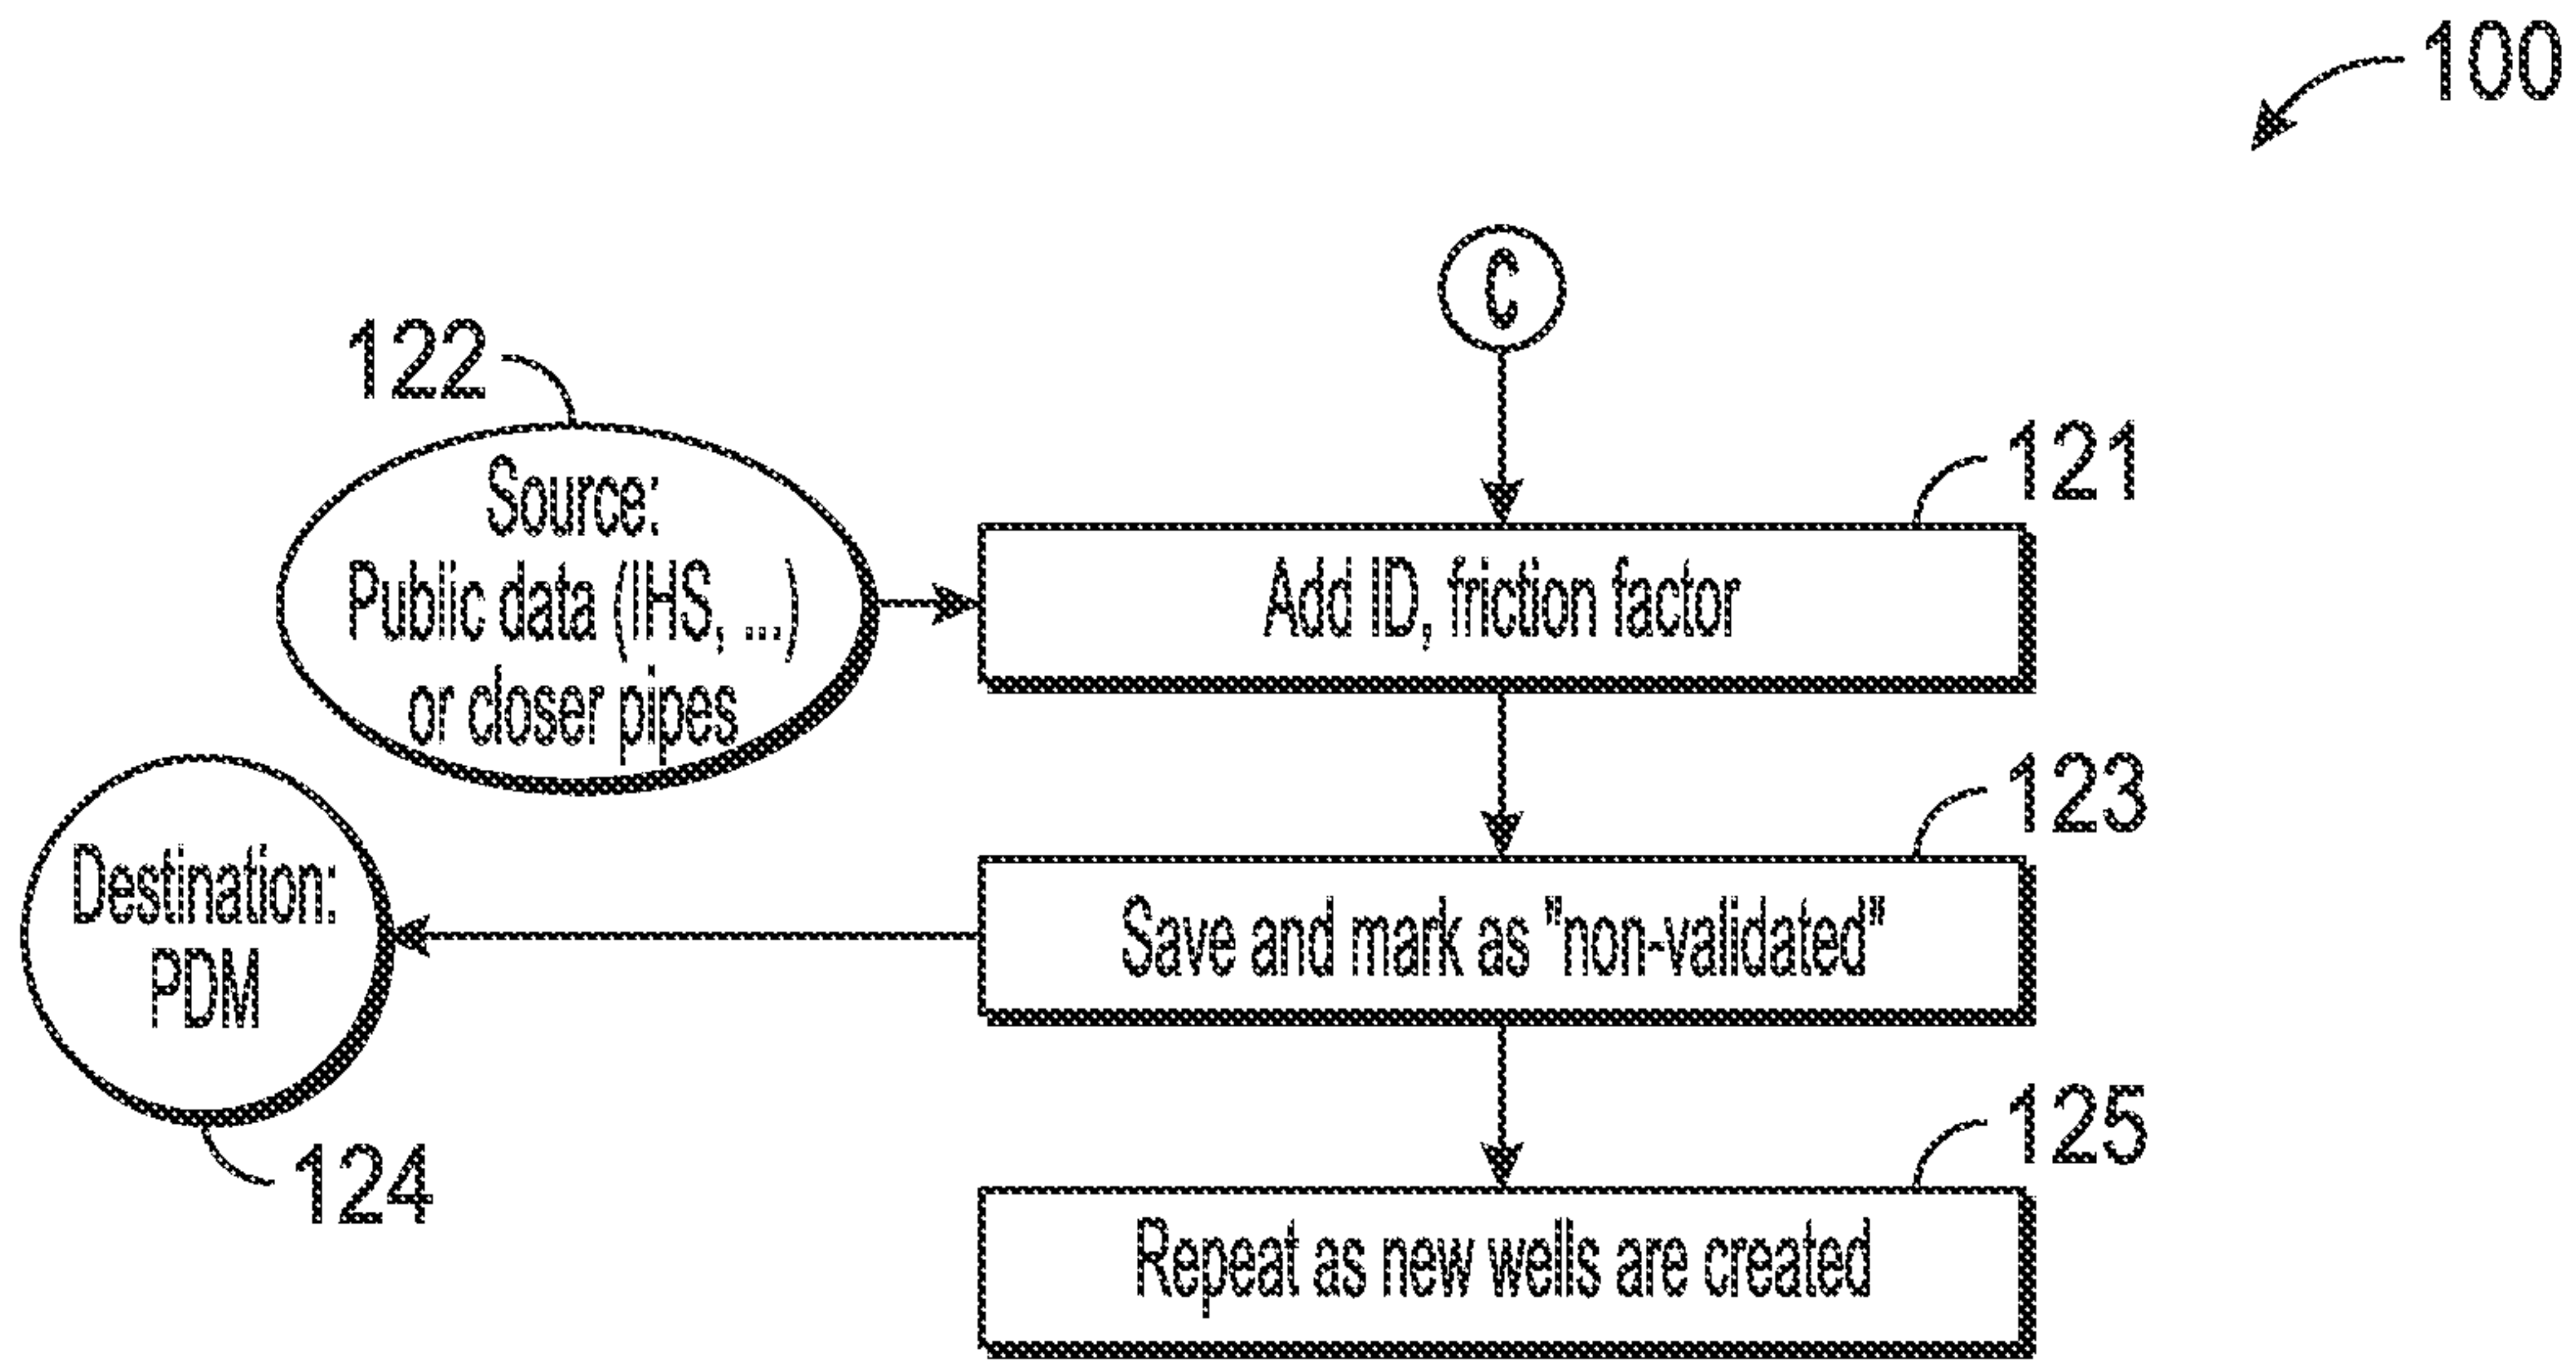 100
C
122
Source:
Public data (IHS, ...)
or closer pipes
121
Add ID, friction factor
123
Save and mark as "non-validated"
Destination:
PDM
124
125
Repeat as new wells are created